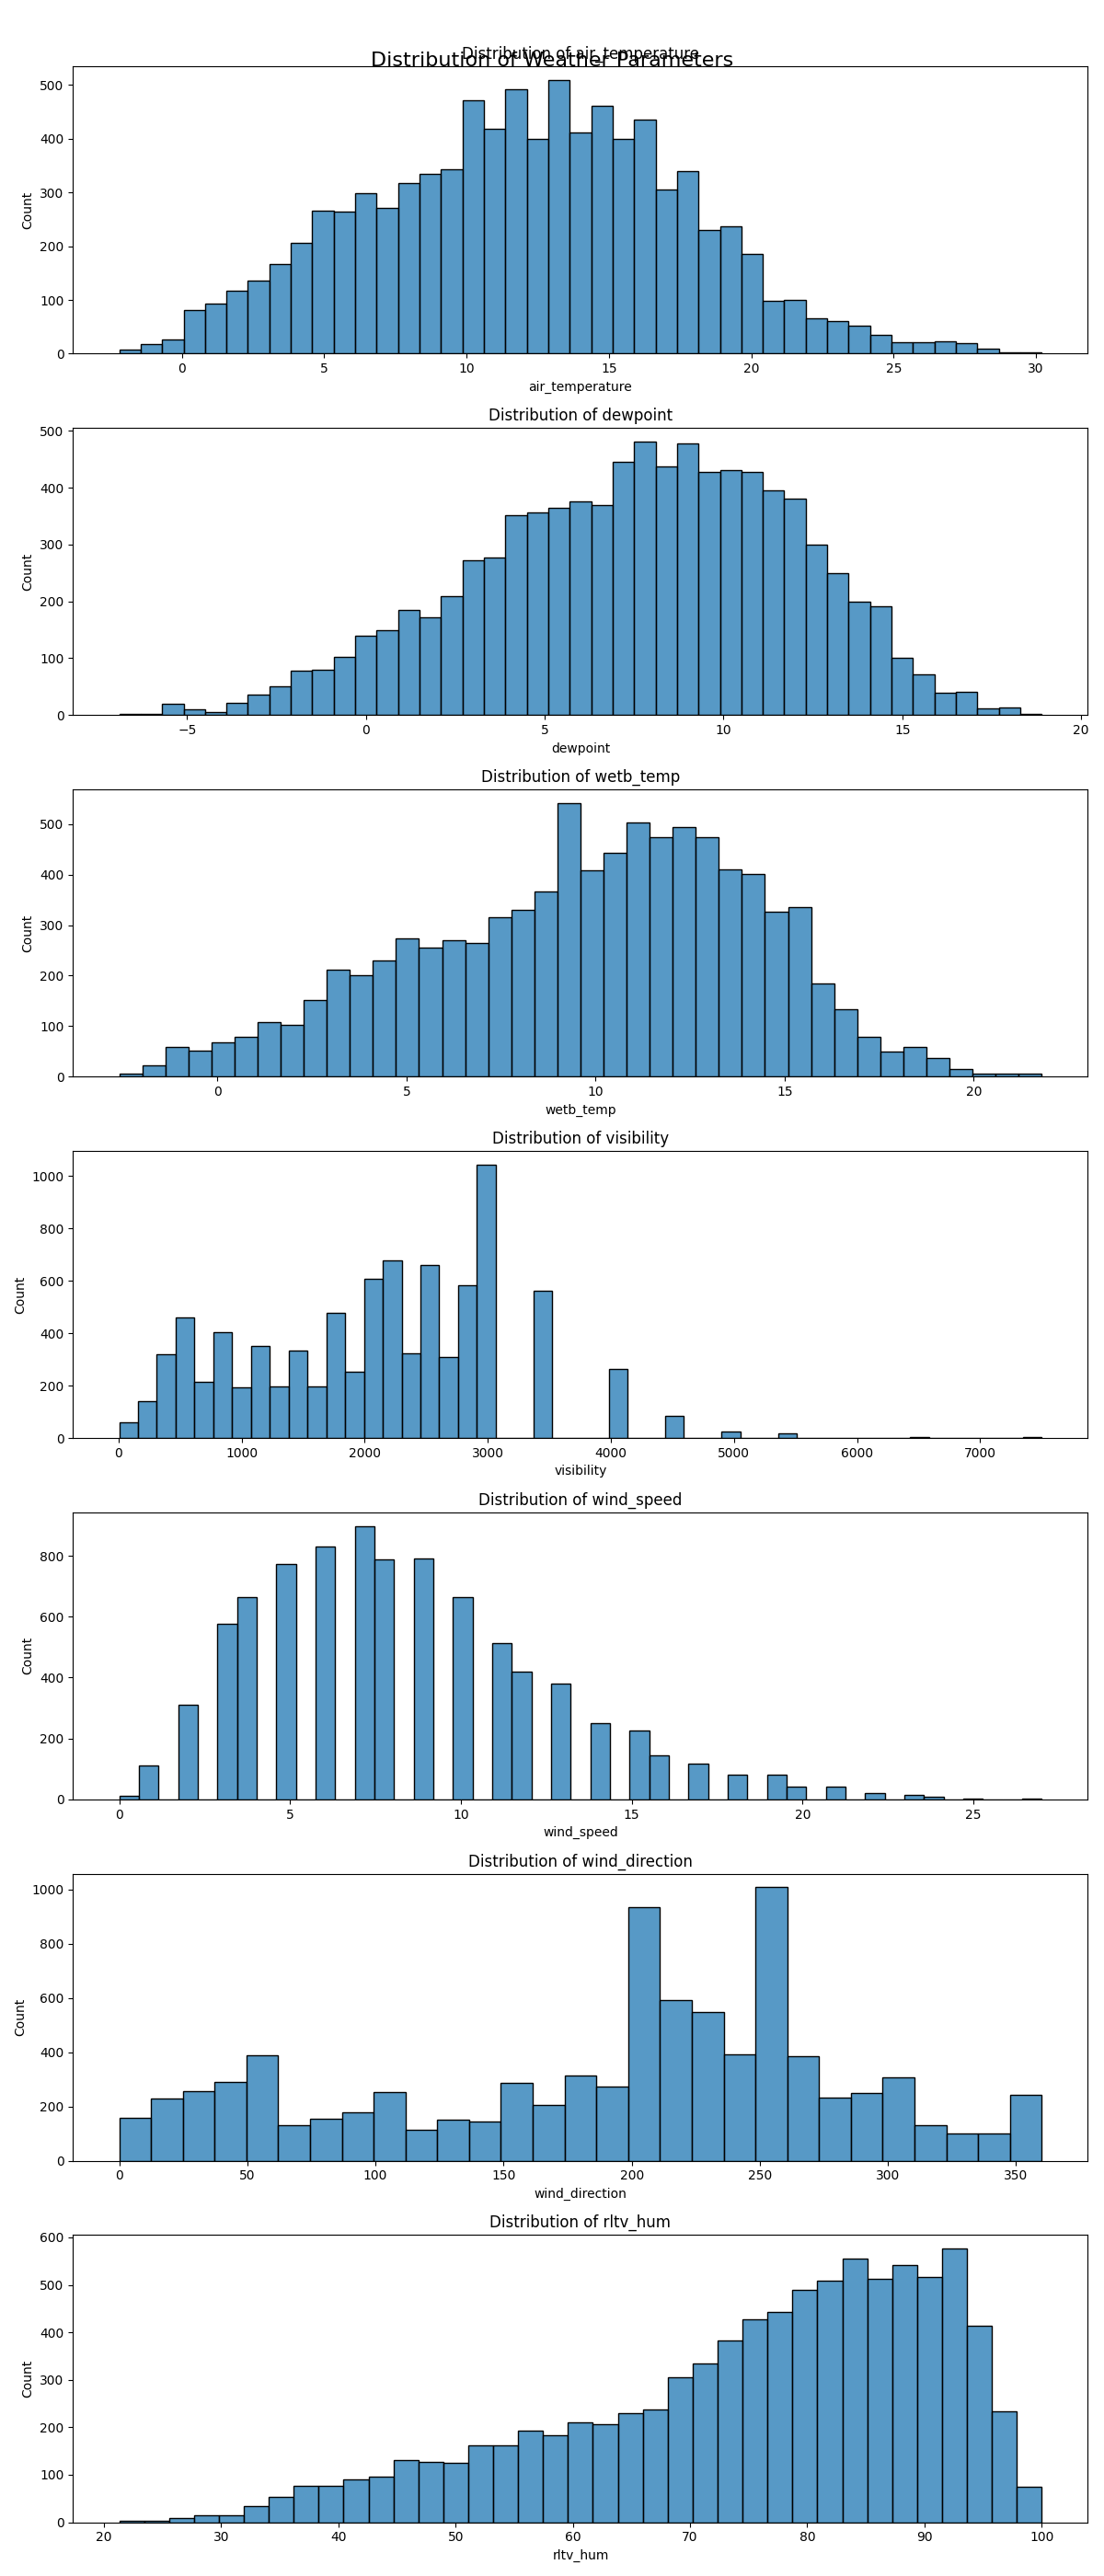 Distribution of air_temperature
Distribution of Weather Parameters
500
400
300
200
100
0
Count
0 5 10 15 20 25 30
air_temperature
Distribution of dewpoint
500
400
300
200
100
0
Count
−5 0 5 10 15 20
dewpoint
Distribution of wetb_temp
500
400
300
200
100
0
Count
0 5 10 15 20
wetb_temp
Distribution of visibility
1000
800
600
400
200
0
Count
0 1000 2000 3000 4000 5000 6000 7000
visibility
Distribution of wind_speed
800
600
400
200
0
Count
0 5 10 15 20 25
wind_speed
Distribution of wind_direction
1000
800
600
400
200
0
Count
0 50 100 150 200 250 300 350
wind_direction
Distribution of rltv_hum
600
500
400
300
200
100
0
Count
20 30 40 50 60 70 80 90 100
rltv_hum